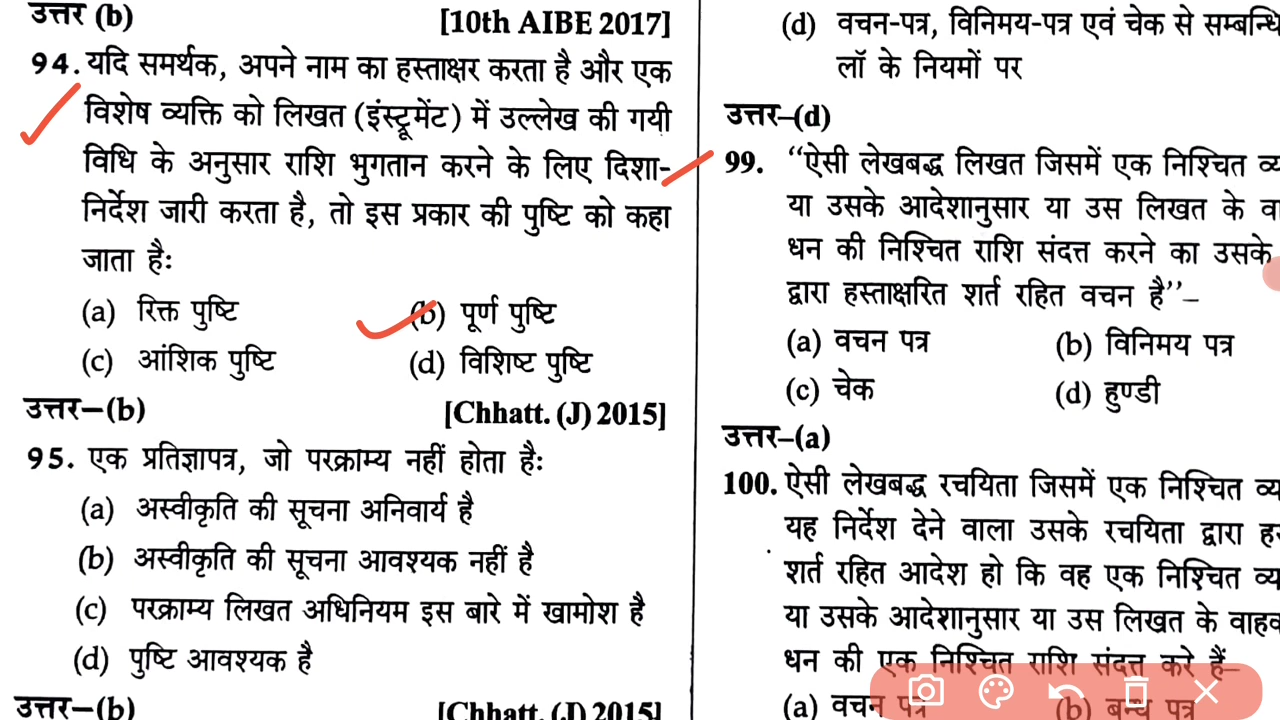 उत्तर (b) [10th AIBE 2017]
94. यदि समर्थक, अपने नाम का हस्ताक्षर करता है और एक
विशेष व्यक्ति को लिखत (इंस्ट्रूमेंट) में उल्लेख की गयी
विधि के अनुसार राशि भुगतान करने के लिए दिशा-
निर्देश जारी करता है, तो इस प्रकार की पुष्टि को कहा
जाता हैः
(a) रिक्त पुष्टि (b) पूर्ण पुष्टि
(c) आंशिक पुष्टि (d) विशिष्ट पुष्टि
उत्तर–(b) [Chhatt. (J) 2015]
95. एक प्रतिज्ञापत्र, जो परक्राम्य नहीं होता हैः
(a) अस्वीकृति की सूचना अनिवार्य है
(b) अस्वीकृति की सूचना आवश्यक नहीं है
(c) परक्राम्य लिखत अधिनियम इस बारे में खामोश है
(d) पुष्टि आवश्यक है
उत्तर–(b) [Chhatt. (J) 2015]
(d) वचन-पत्र, विनिमय-पत्र एवं चेक से सम्बन्धि
लॉ के नियमों पर
उत्तर–(d)
99. “ऐसी लेखबद्ध लिखत जिसमें एक निश्चित व्य
या उसके आदेशानुसार या उस लिखत के वा
धन की निश्चित राशि संदत्त करने का उसके
द्वारा हस्ताक्षरित शर्त रहित वचन है”–
(a) वचन पत्र (b) विनिमय पत्र
(c) चेक (d) हुण्डी
उत्तर–(a)
100. ऐसी लेखबद्ध रचयिता जिसमें एक निश्चित व्य
यह निर्देश देने वाला उसके रचयिता द्वारा हस
शर्त रहित आदेश हो कि वह एक निश्चित व्य
या उसके आदेशानुसार या उस लिखत के वाहक
धन की एक निश्चित राशि संदत्त करे हैं–
(a) वचन पत्र (b) बन्ध पत्र